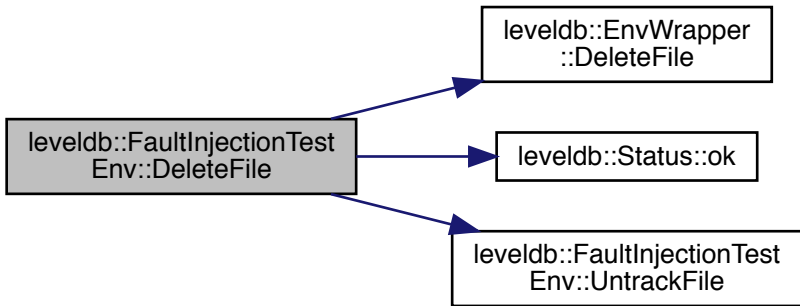 leveldb::EnvWrapper
::DeleteFile
leveldb::FaultInjectionTest
Env::DeleteFile
leveldb::Status::ok
leveldb::FaultInjectionTest
Env::UntrackFile